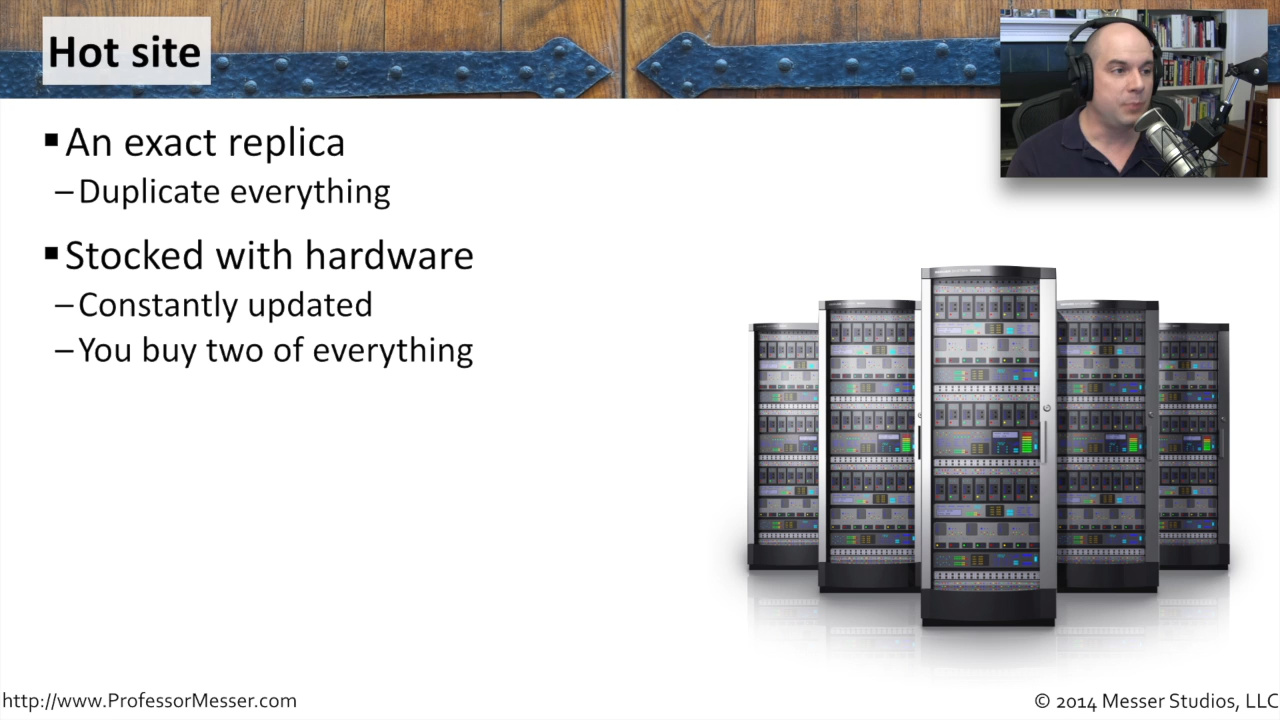 Hot site
▪An exact replica
–Duplicate everything
▪Stocked with hardware
–Constantly updated
–You buy two of everything
http://www.ProfessorMesser.com
© 2014 Messer Studios, LLC